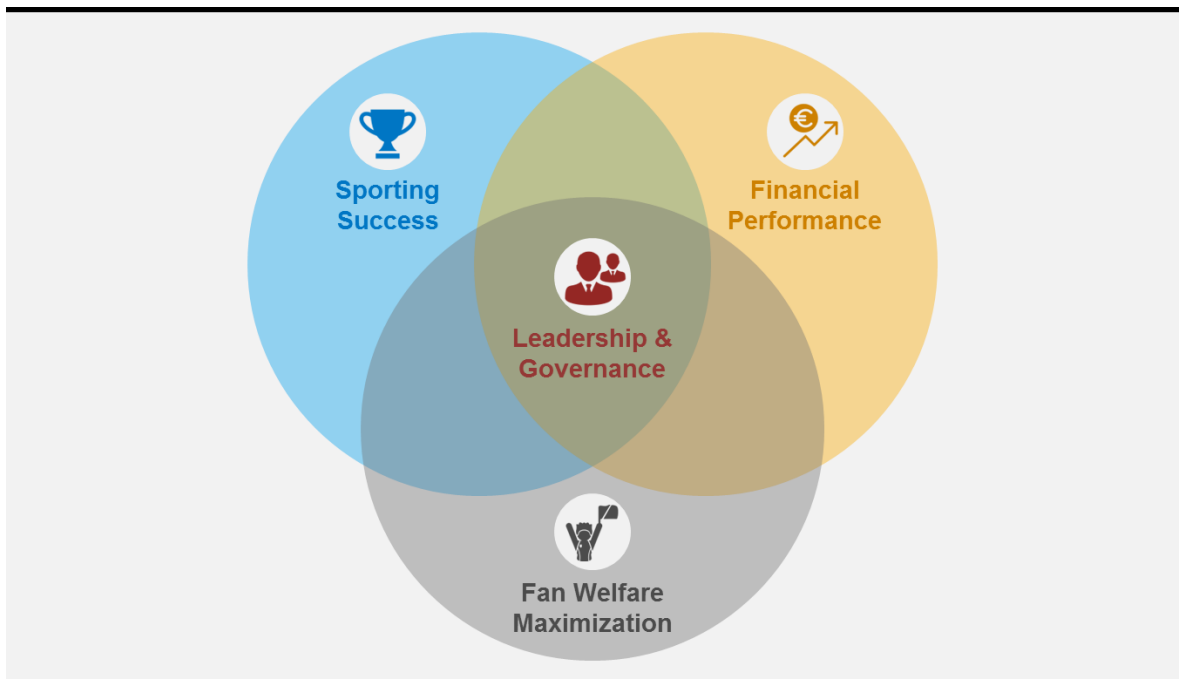 Sporting
Success
Financial
Performance
Leadership &
Governance
Fan Welfare
Maximization